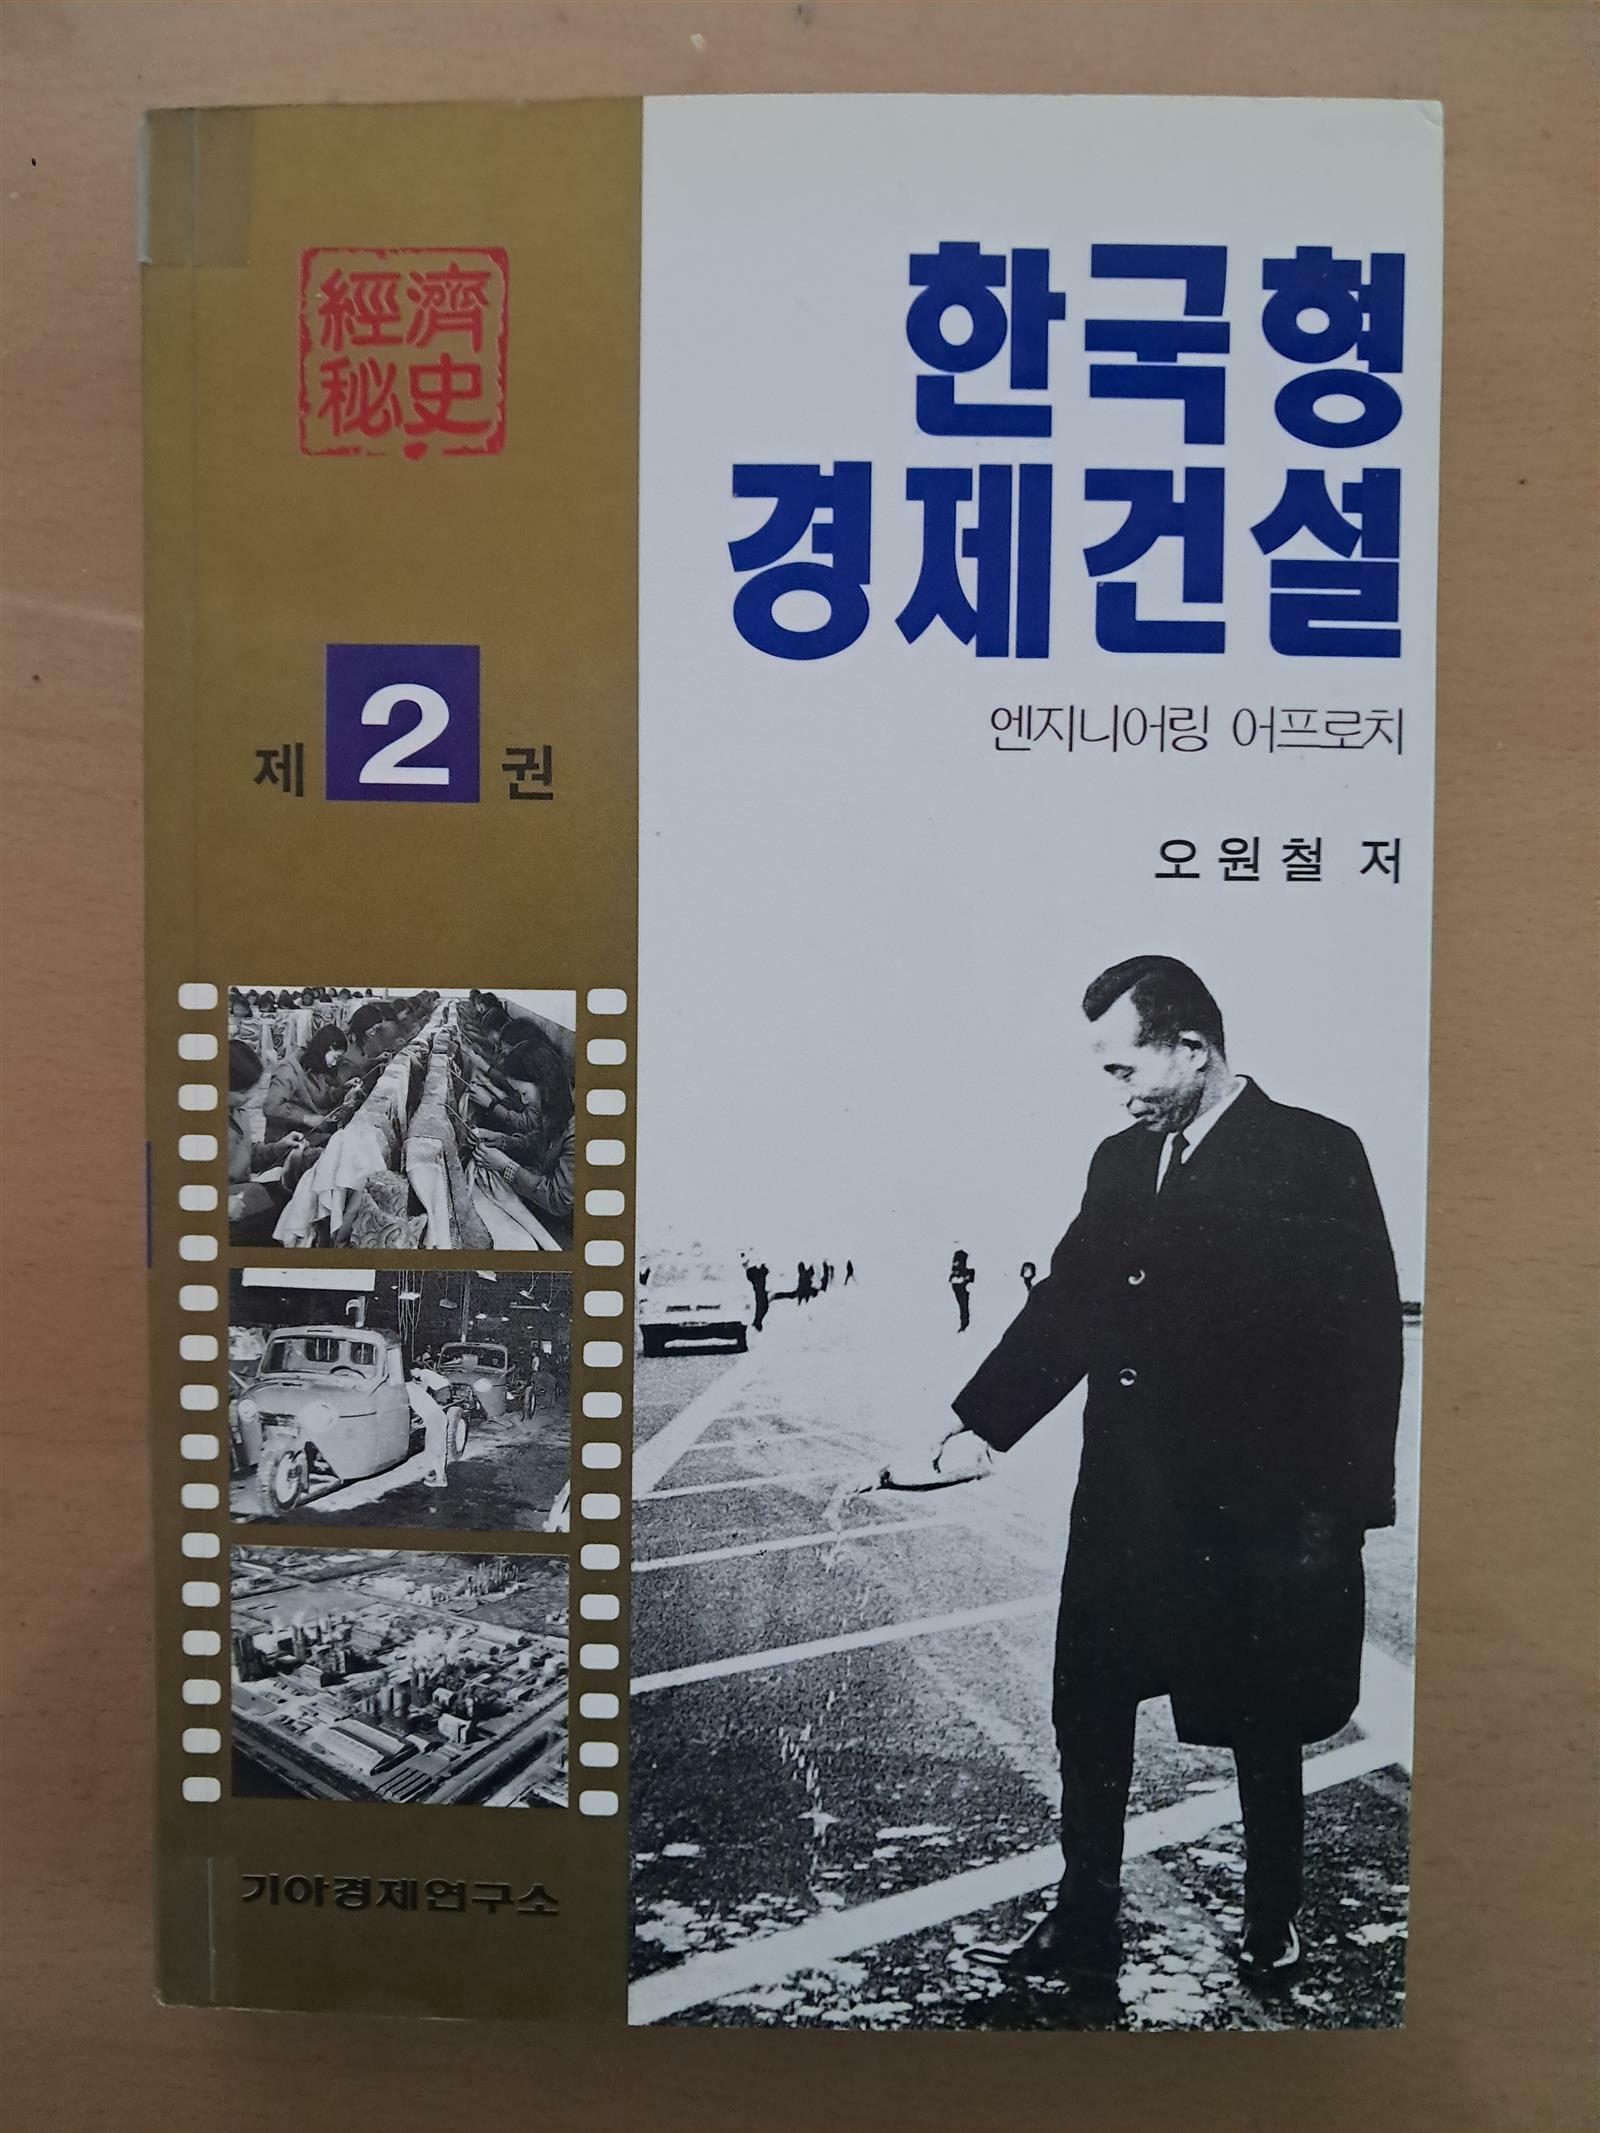 經濟
秘史
제 2 권
기아경제연구소
한국형
경제건설
엔지니어링 어프로치
오원철 저